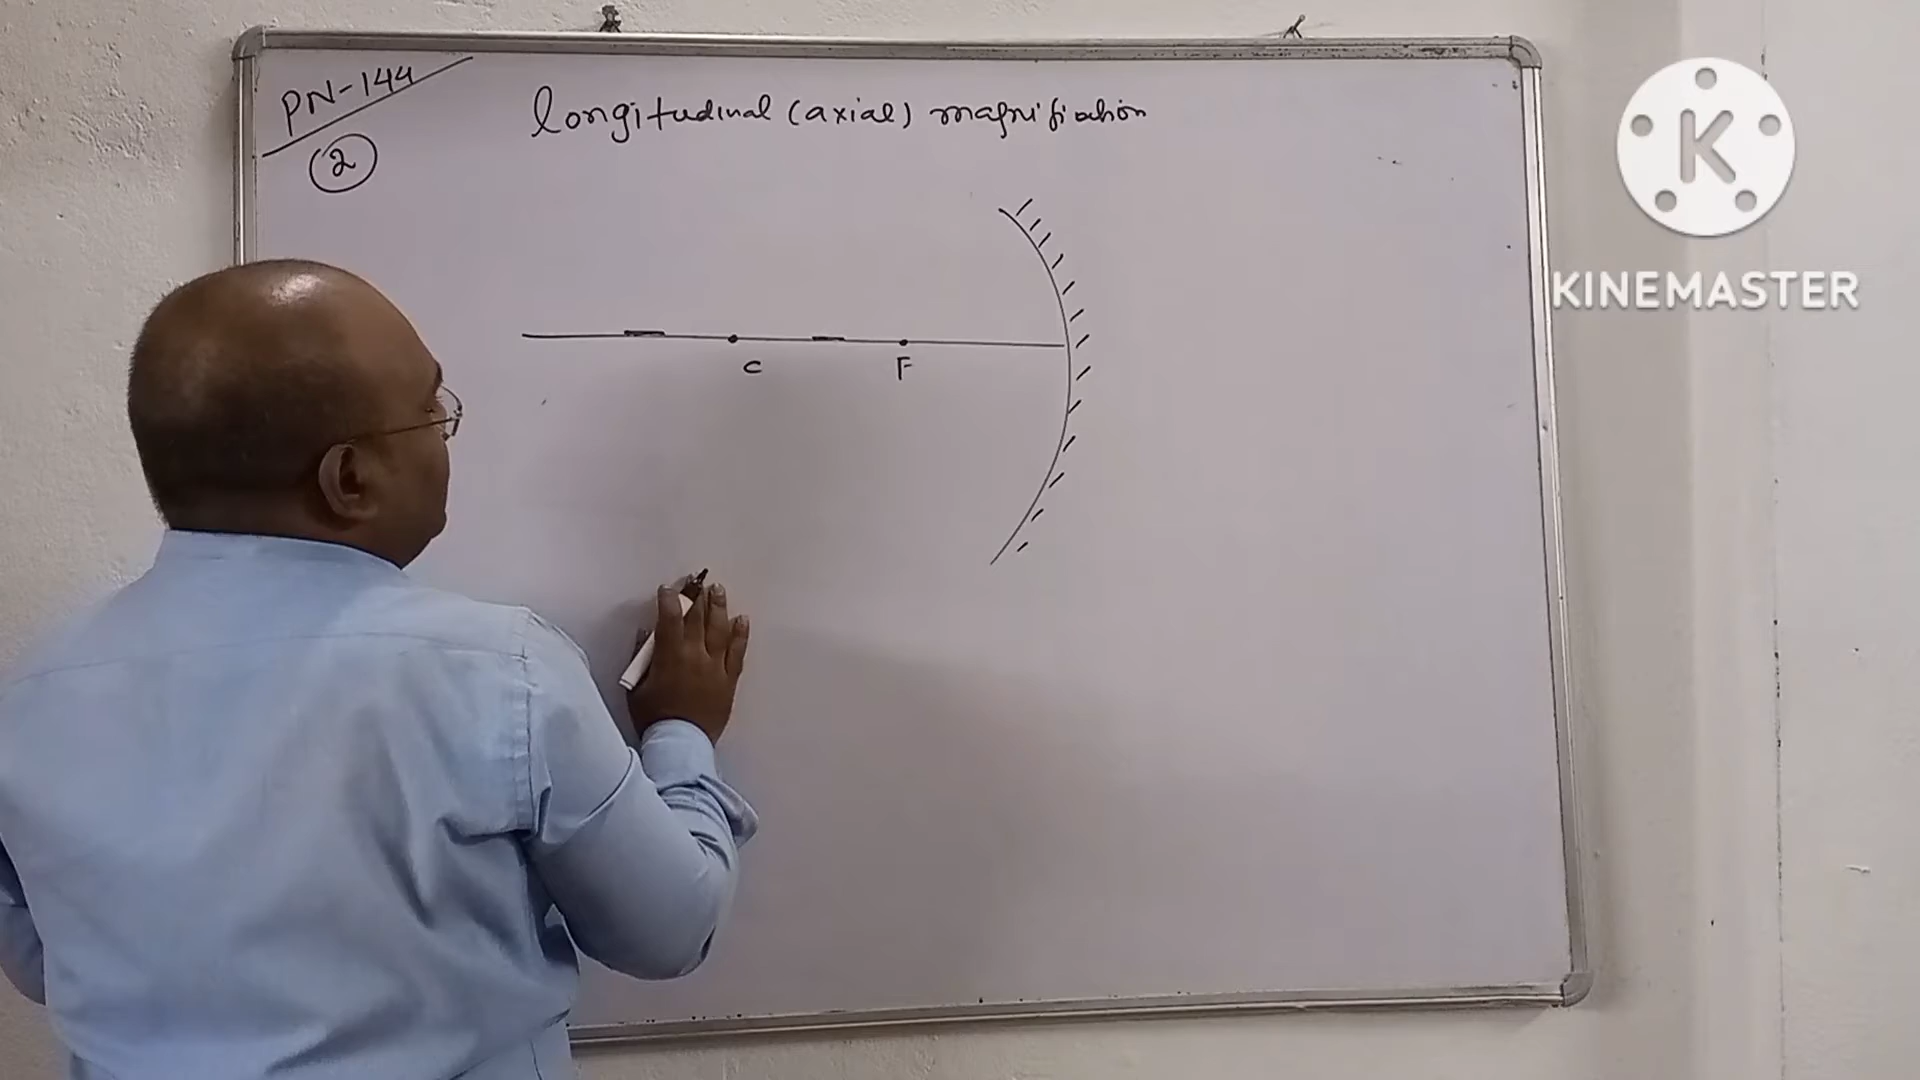 PN-144
2
longitudinal (axial) magnification
C
F
K
KINEMASTER